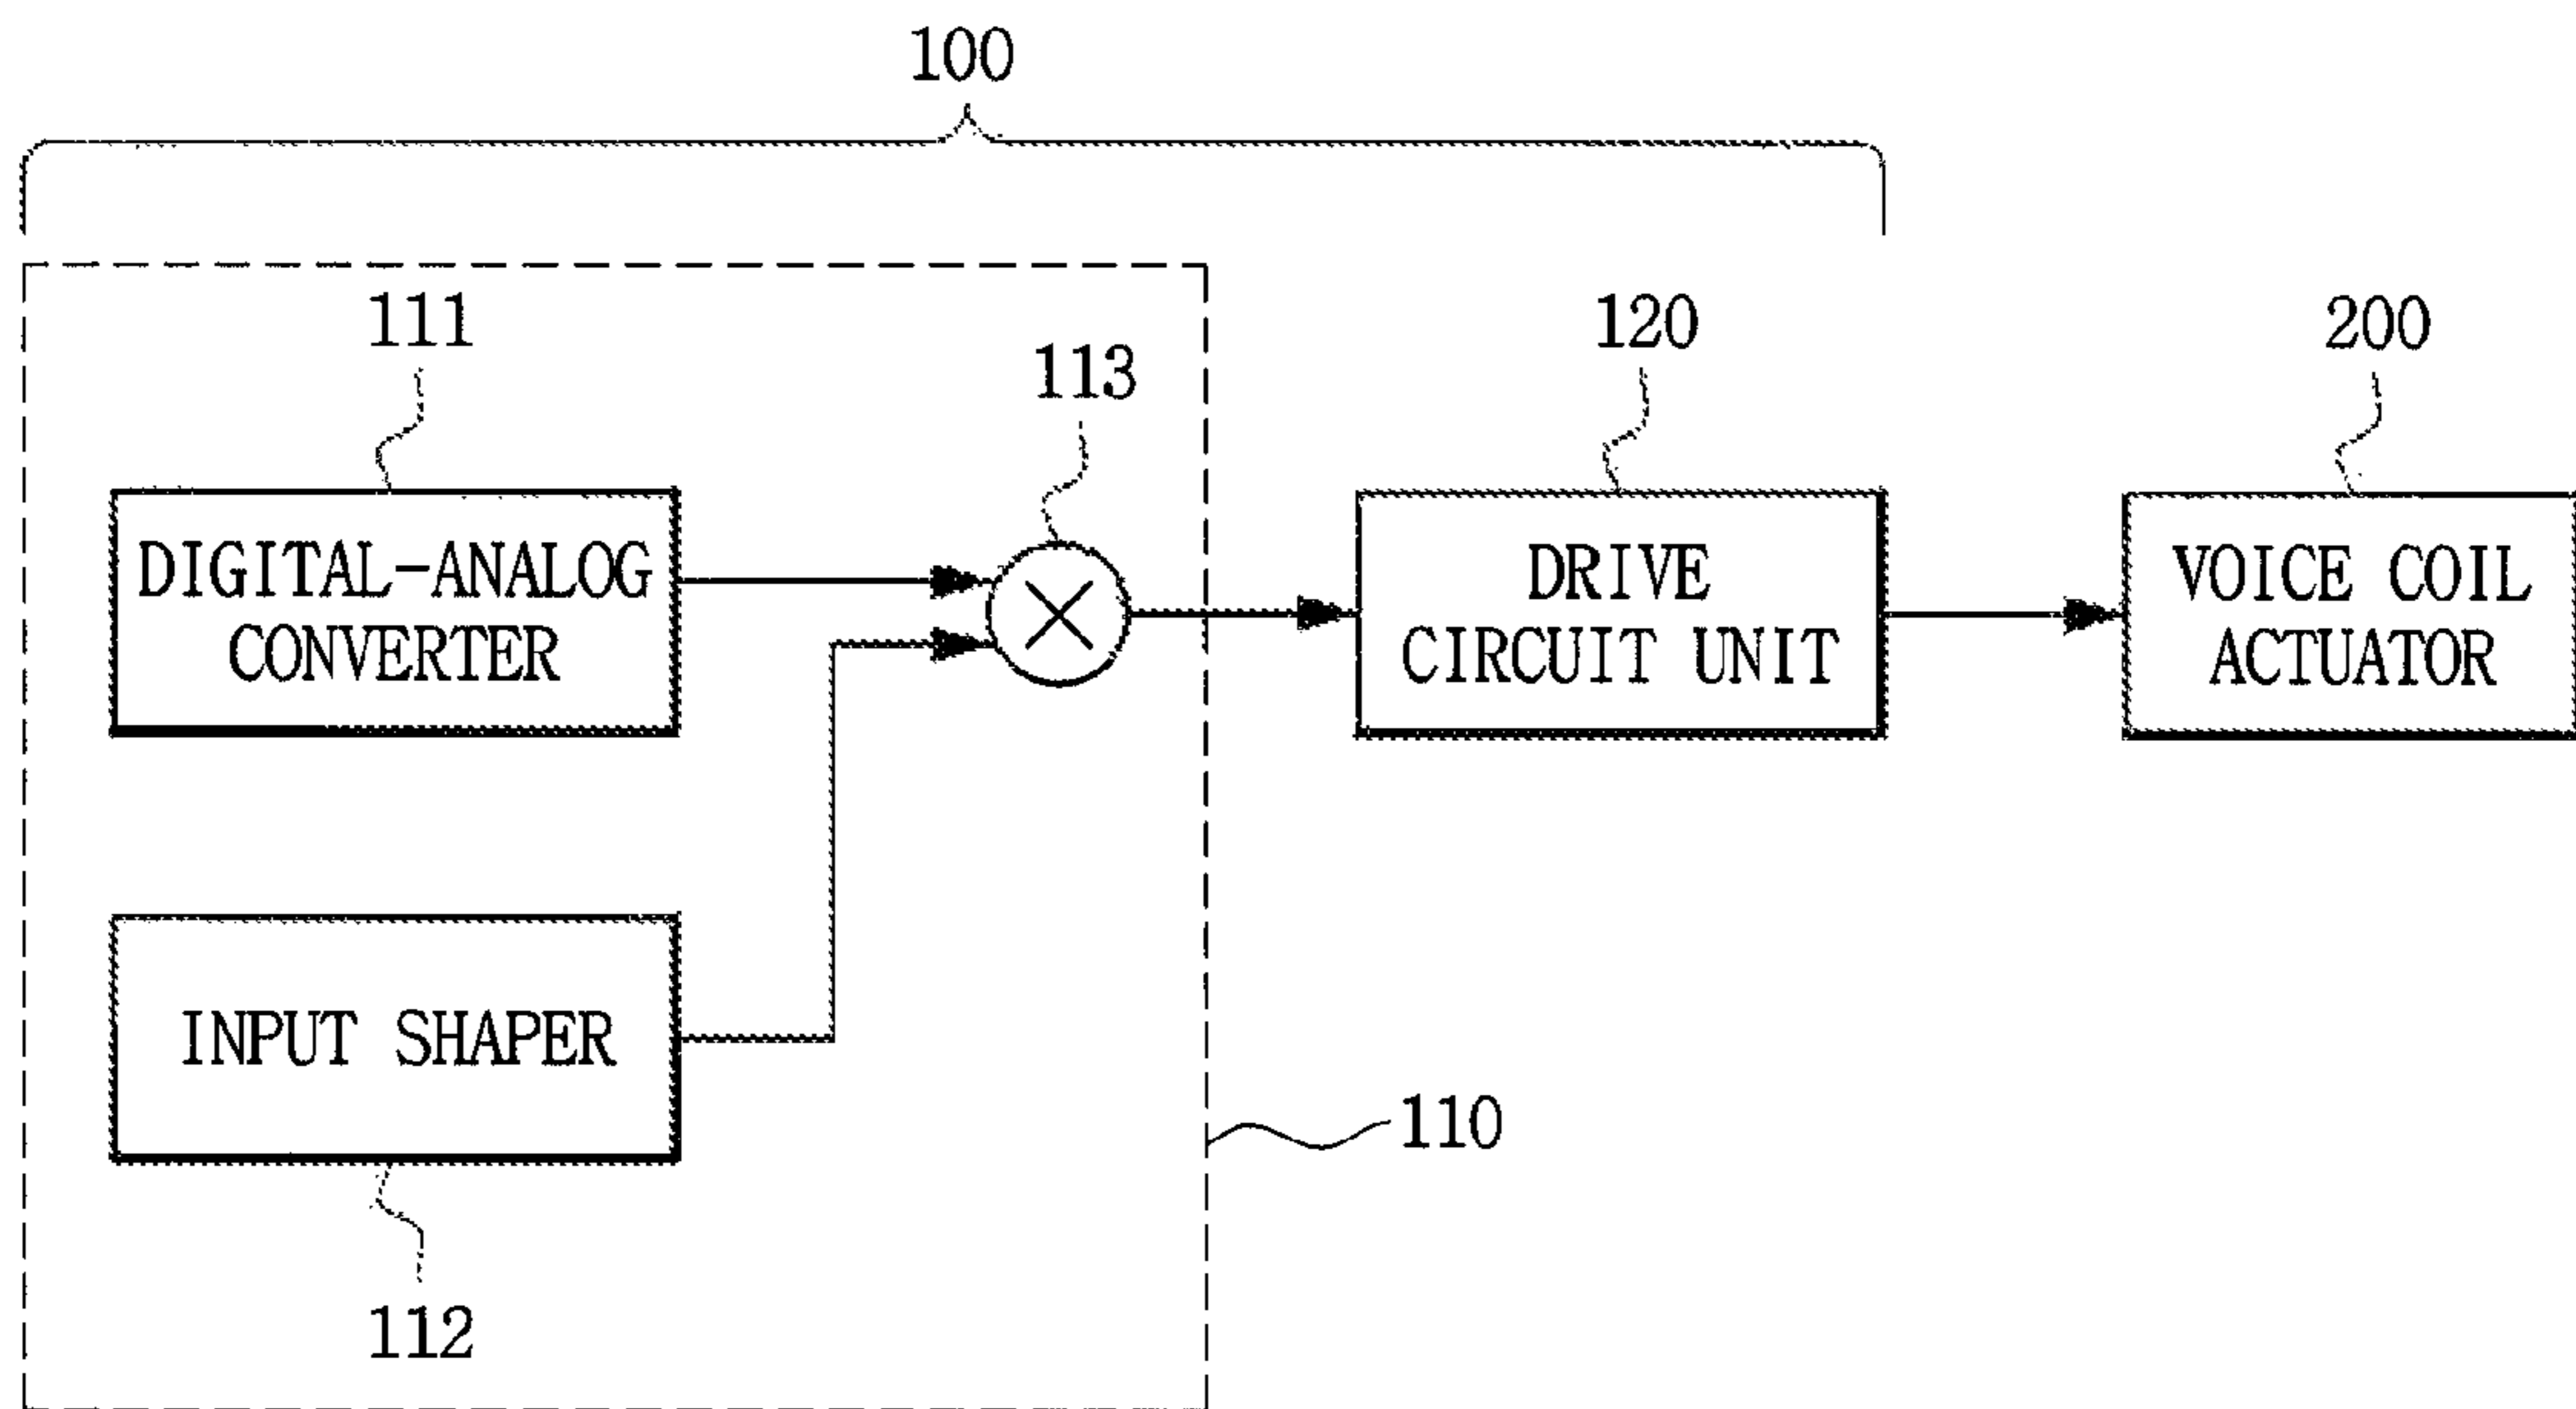 100
111
113
120
200
DIGITAL-ANALOG
CONVERTER
DRIVE
CIRCUIT UNIT
VOICE COIL
ACTUATOR
INPUT SHAPER
110
112